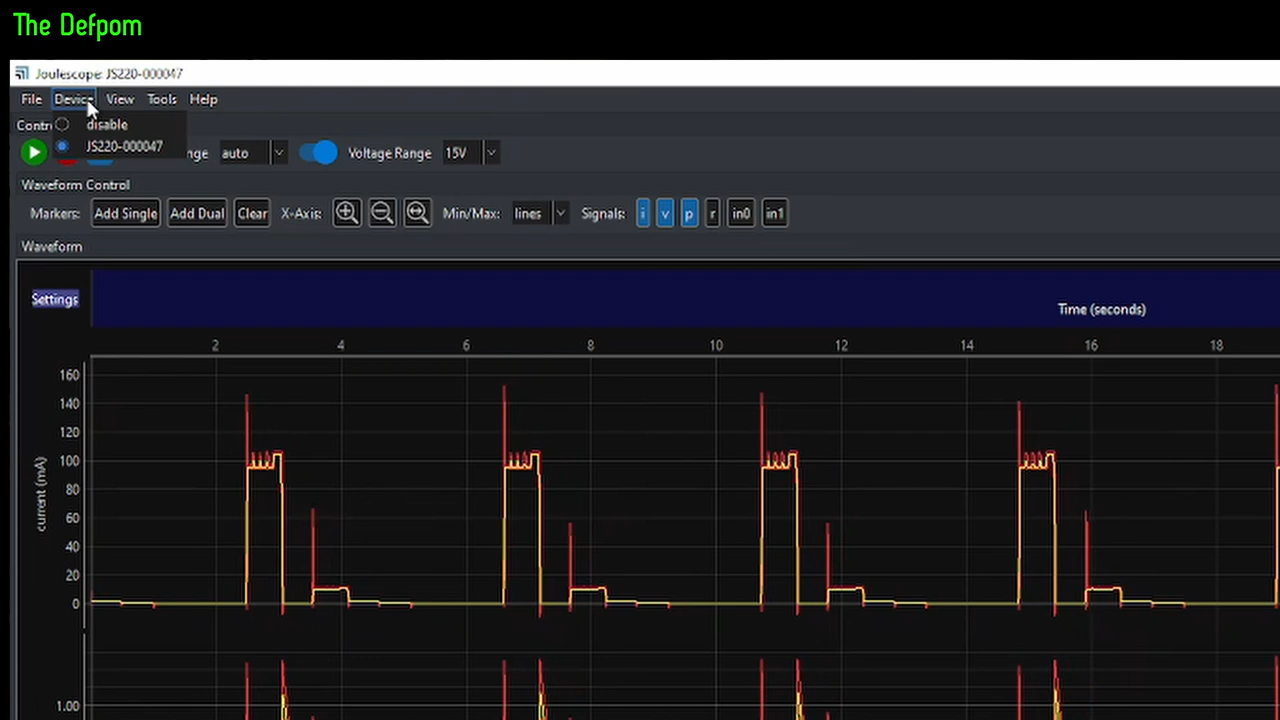 The Defpom
Joulescope: JS220-000047
File Device View Tools Help
disable
JS220-000047
auto Voltage Range 15V
Waveform Control
Markers: Add Single Add Dual Clear X-Axis: Min/Max: lines Signals: i v p r in0 in1
Waveform
Settings
Time (seconds)
2 4 6 8 10 12 14 16 18
160
140
120
100
80
60
40
20
0
current (mA)
1.00